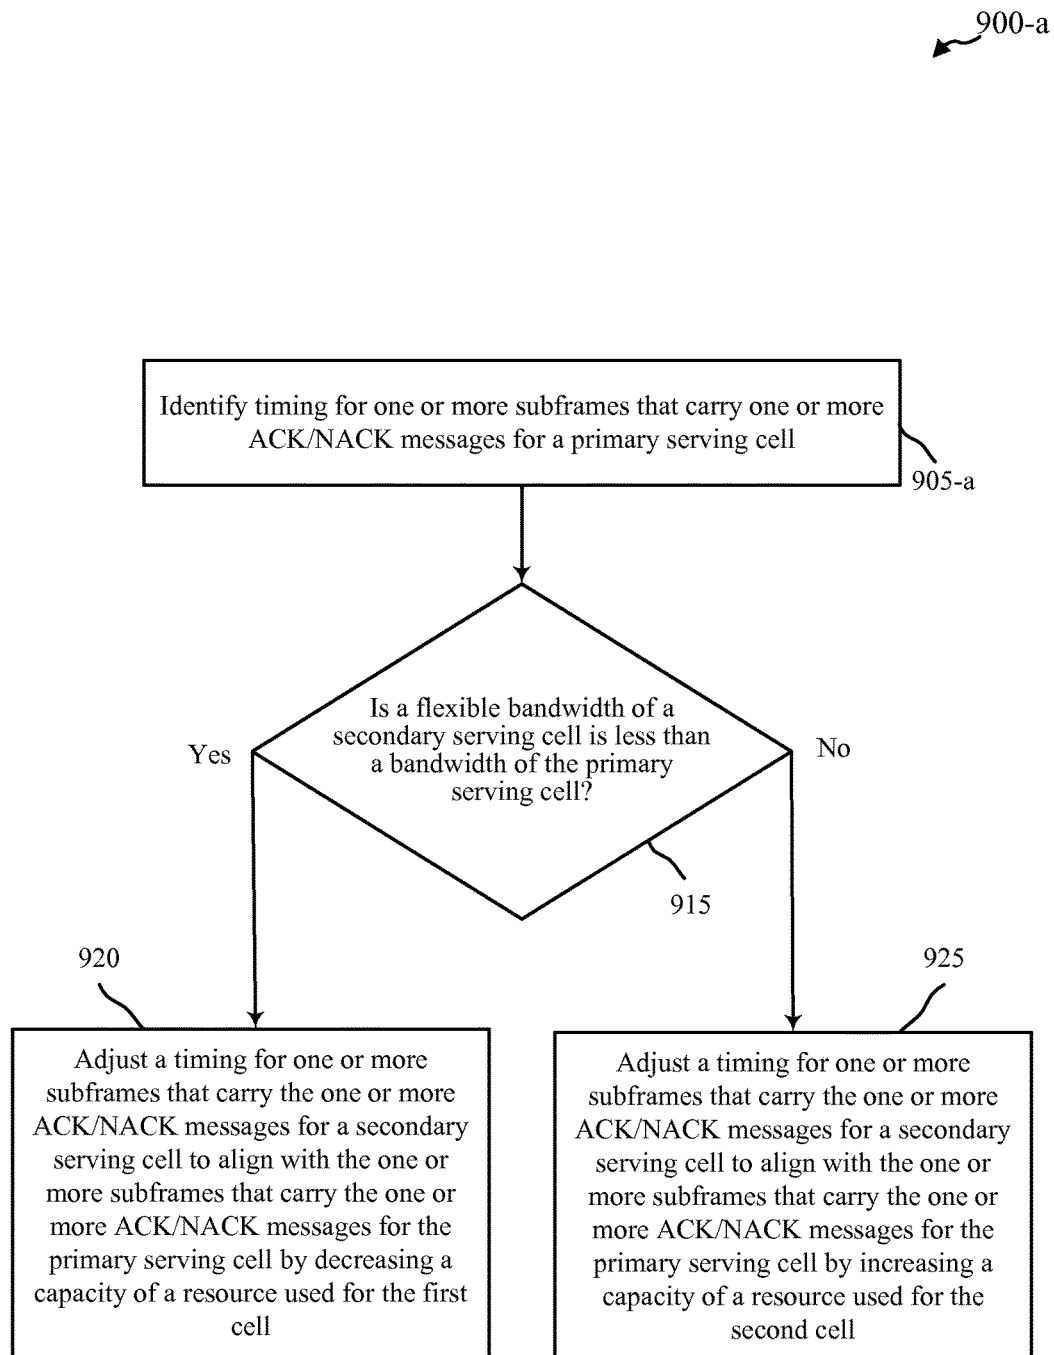 900-a
Identify timing for one or more subframes that carry one or more
ACK/NACK messages for a primary serving cell
905-a
Is a flexible bandwidth of a
secondary serving cell is less than
a bandwidth of the primary
serving cell?
Yes
No
915
920
925
Adjust a timing for one or more
subframes that carry the one or more
ACK/NACK messages for a secondary
serving cell to align with the one or
more subframes that carry the one or
more ACK/NACK messages for the
primary serving cell by decreasing a
capacity of a resource used for the first
cell
Adjust a timing for one or more
subframes that carry the one or more
ACK/NACK messages for a secondary
serving cell to align with the one or
more subframes that carry the one or
more ACK/NACK messages for the
primary serving cell by increasing a
capacity of a resource used for the
second cell